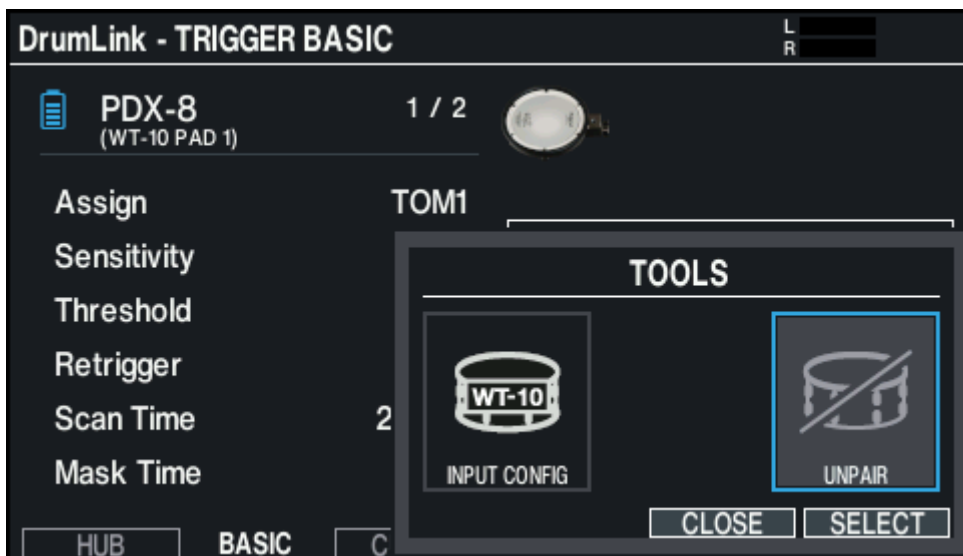 DrumLink - TRIGGER BASIC
L
R
PDX-8
1 / 2
(WT-10 PAD 1)
Assign TOM1
Sensitivity
Threshold
Retrigger
Scan Time 2
Mask Time
TOOLS
WT-10
INPUT CONFIG
UNPAIR
CLOSE SELECT
HUB BASIC C